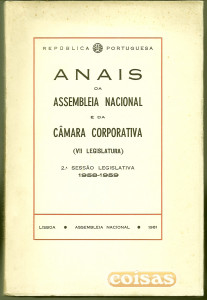 REPÚBLICA PORTUGUESA
ANAIS
DA
ASSEMBLEIA NACIONAL
E DA
CÂMARA CORPORATIVA
(VII LEGISLATURA)
2.ª SESSÃO LEGISLATIVA
1958-1959
LISBOA • ASSEMBLEIA NACIONAL • 1961
coisas